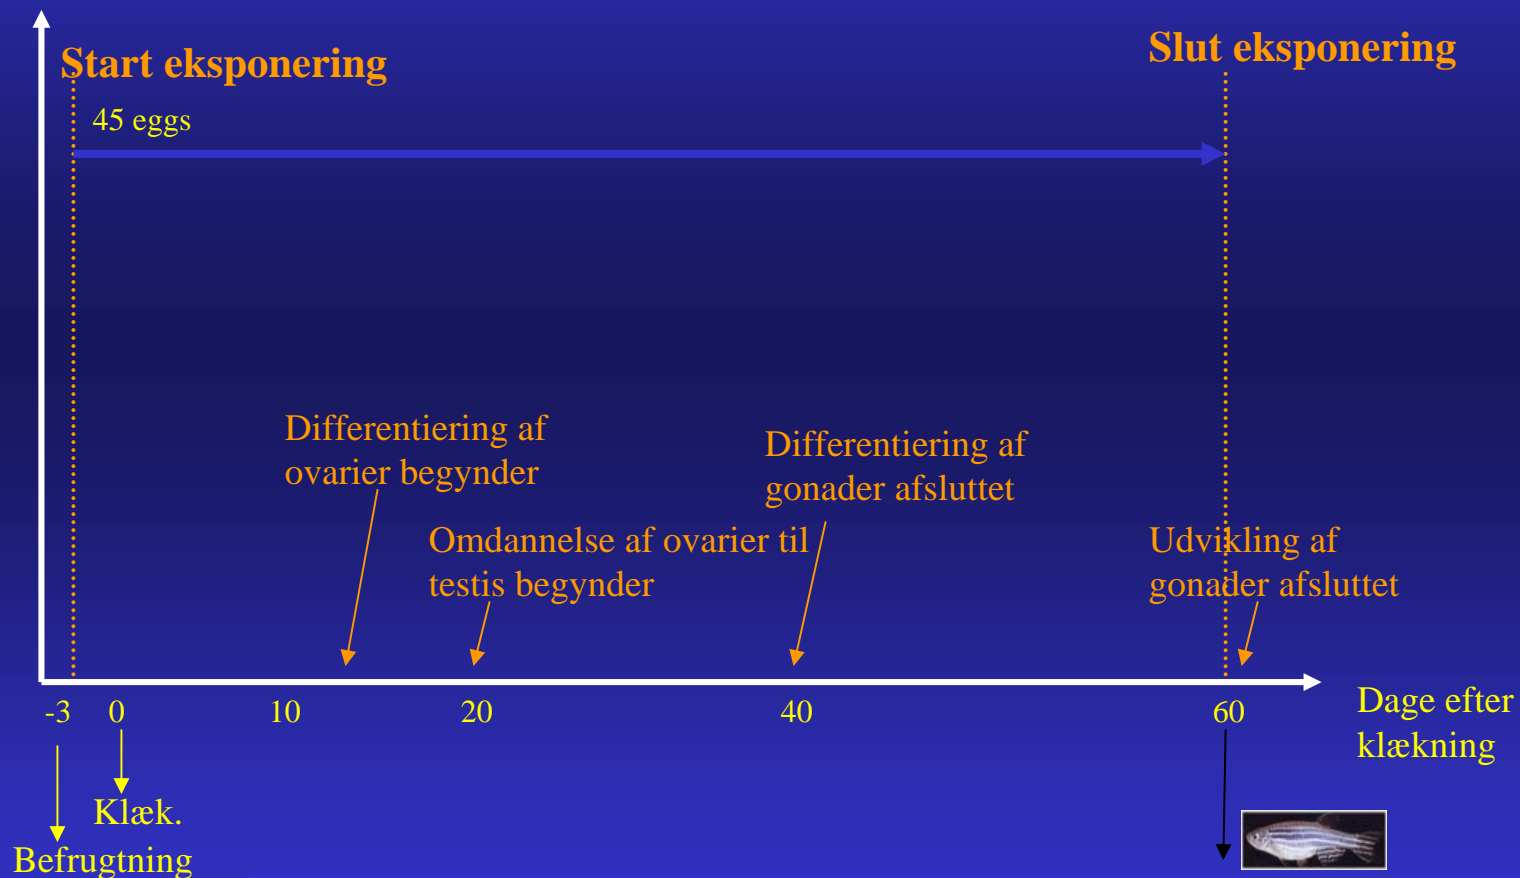 Start eksponering
Slut eksponering
45 eggs
Differentiering af
ovarier begynder
Differentiering af
gonader afsluttet
Omdannelse af ovarier til
testis begynder
Udvikling af
gonader afsluttet
-3 0 10 20 40 60
Dage efter
klækning
Klæk.
Befrugtning